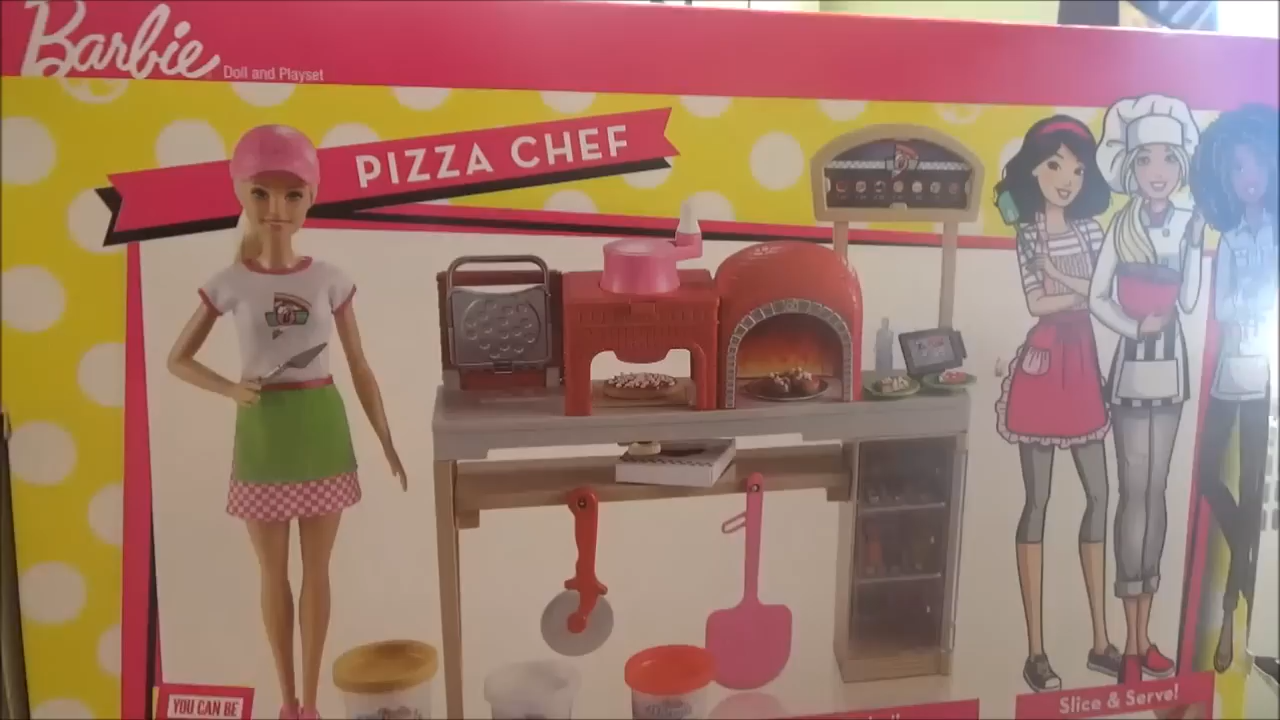 Barbie
Doll and Playset
PIZZA CHEF
YOU CAN BE
Slice & Serve!